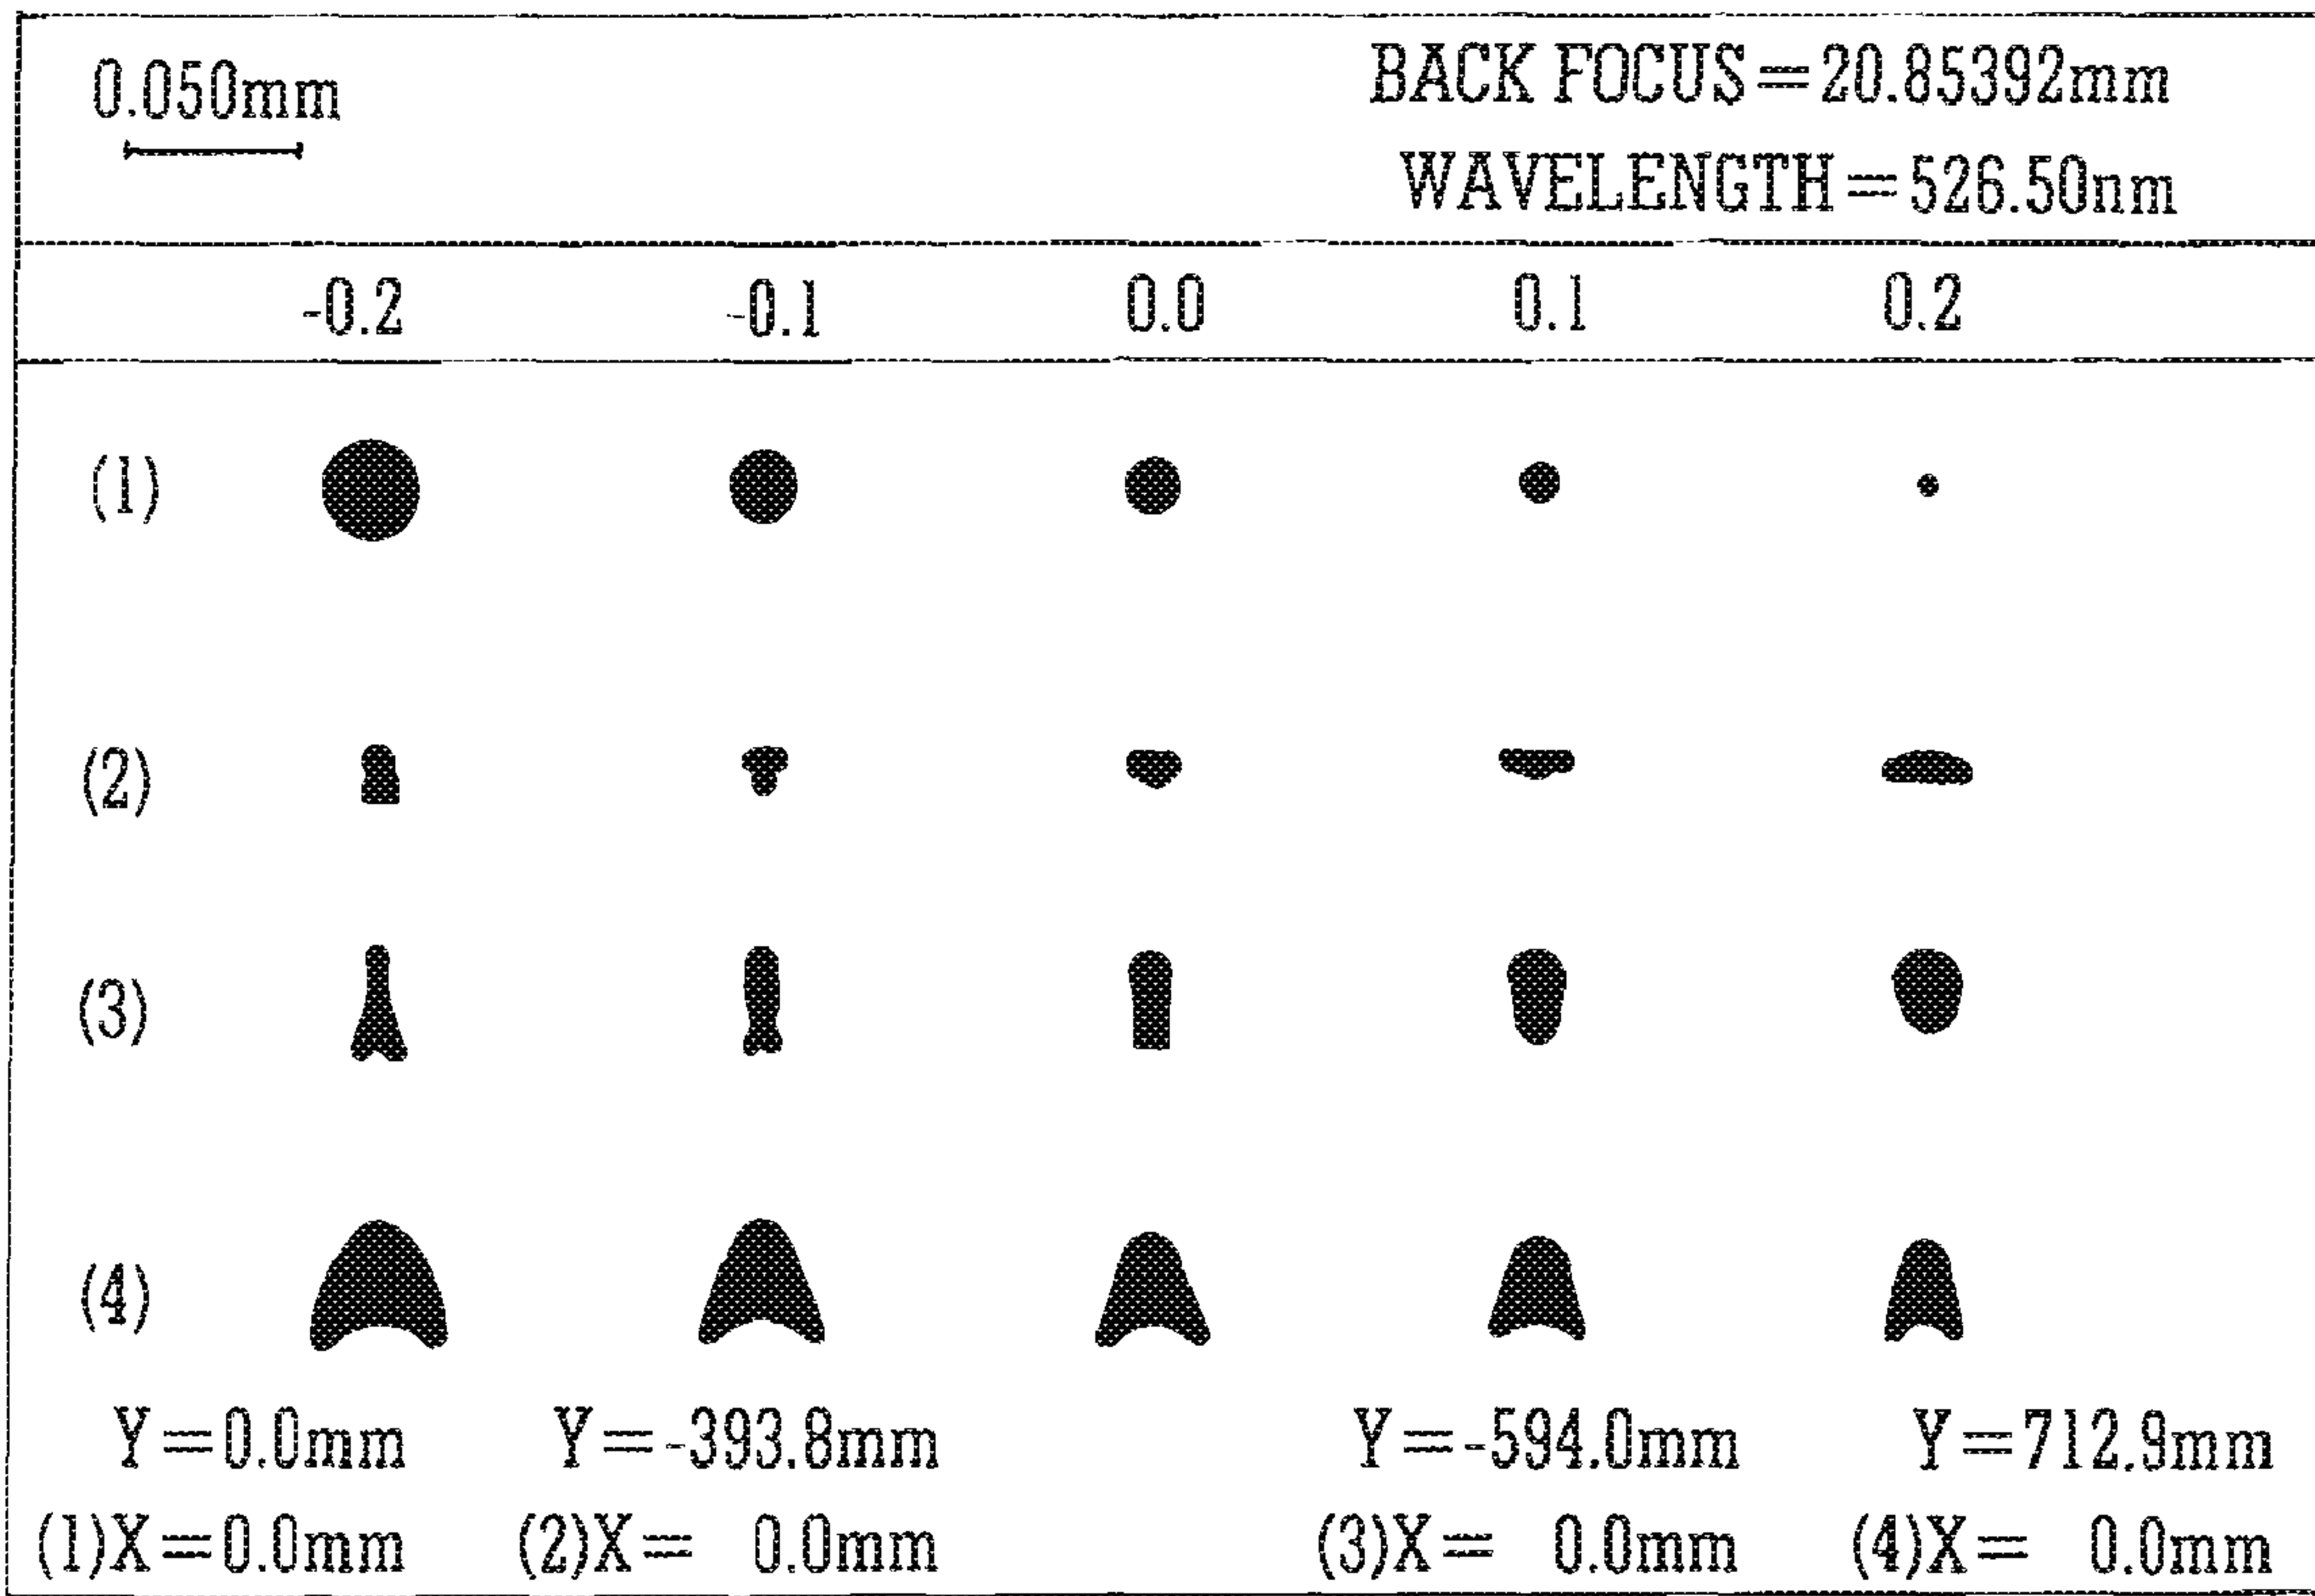 0.050mm
BACK FOCUS=20.85392mm
WAVELENGTH=526.50nm
-0.2 -0.1 0.0 0.1 0.2
(1)
(2)
(3)
(4)
Y=0.0mm Y=-393.8mm Y=-594.0mm Y=712.9mm
(1)X=0.0mm (2)X= 0.0mm (3)X= 0.0mm (4)X= 0.0mm